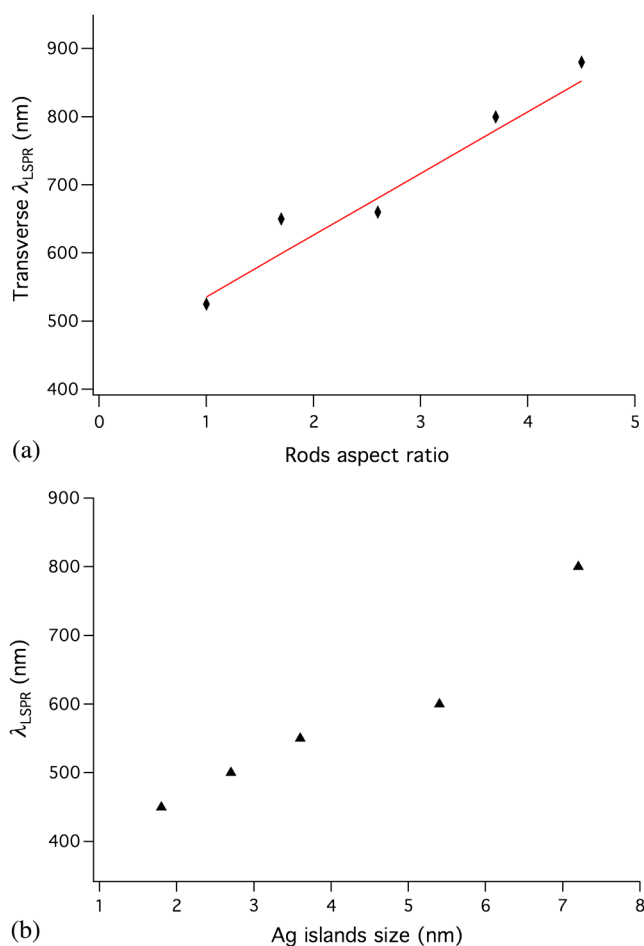 900
800
700
600
500
400
Transverse λLSPR (nm)
0 1 2 3 4 5
Rods aspect ratio
(a)
900
800
700
600
500
400
λLSPR (nm)
1 2 3 4 5 6 7 8
Ag islands size (nm)
(b)